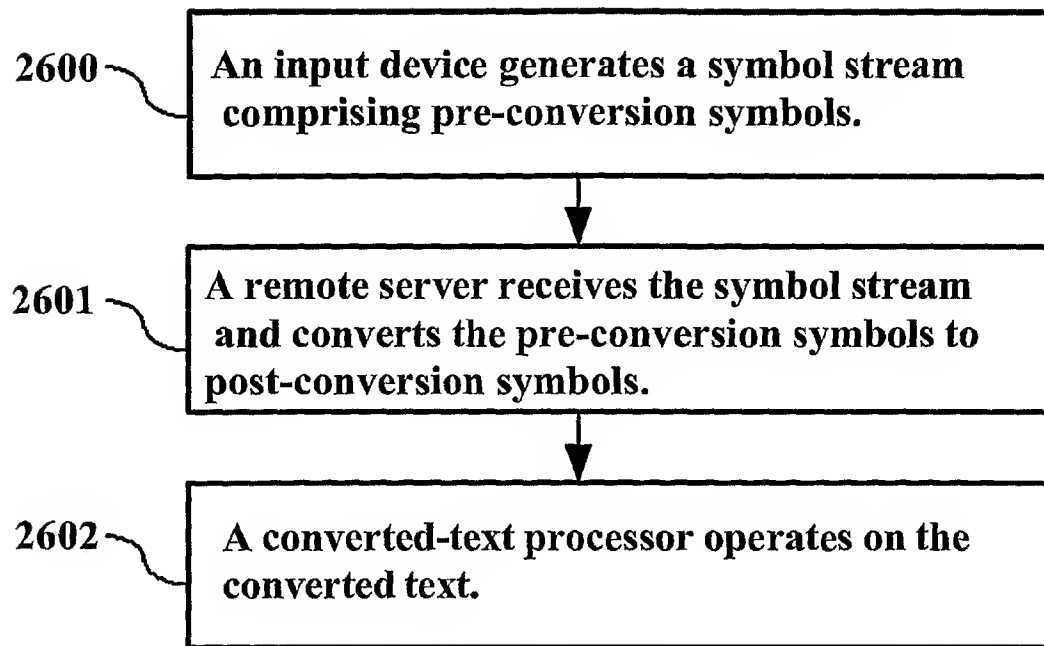 2600
An input device generates a symbol stream
comprising pre-conversion symbols.
2601
A remote server receives the symbol stream
and converts the pre-conversion symbols to
post-conversion symbols.
2602
A converted-text processor operates on the
converted text.